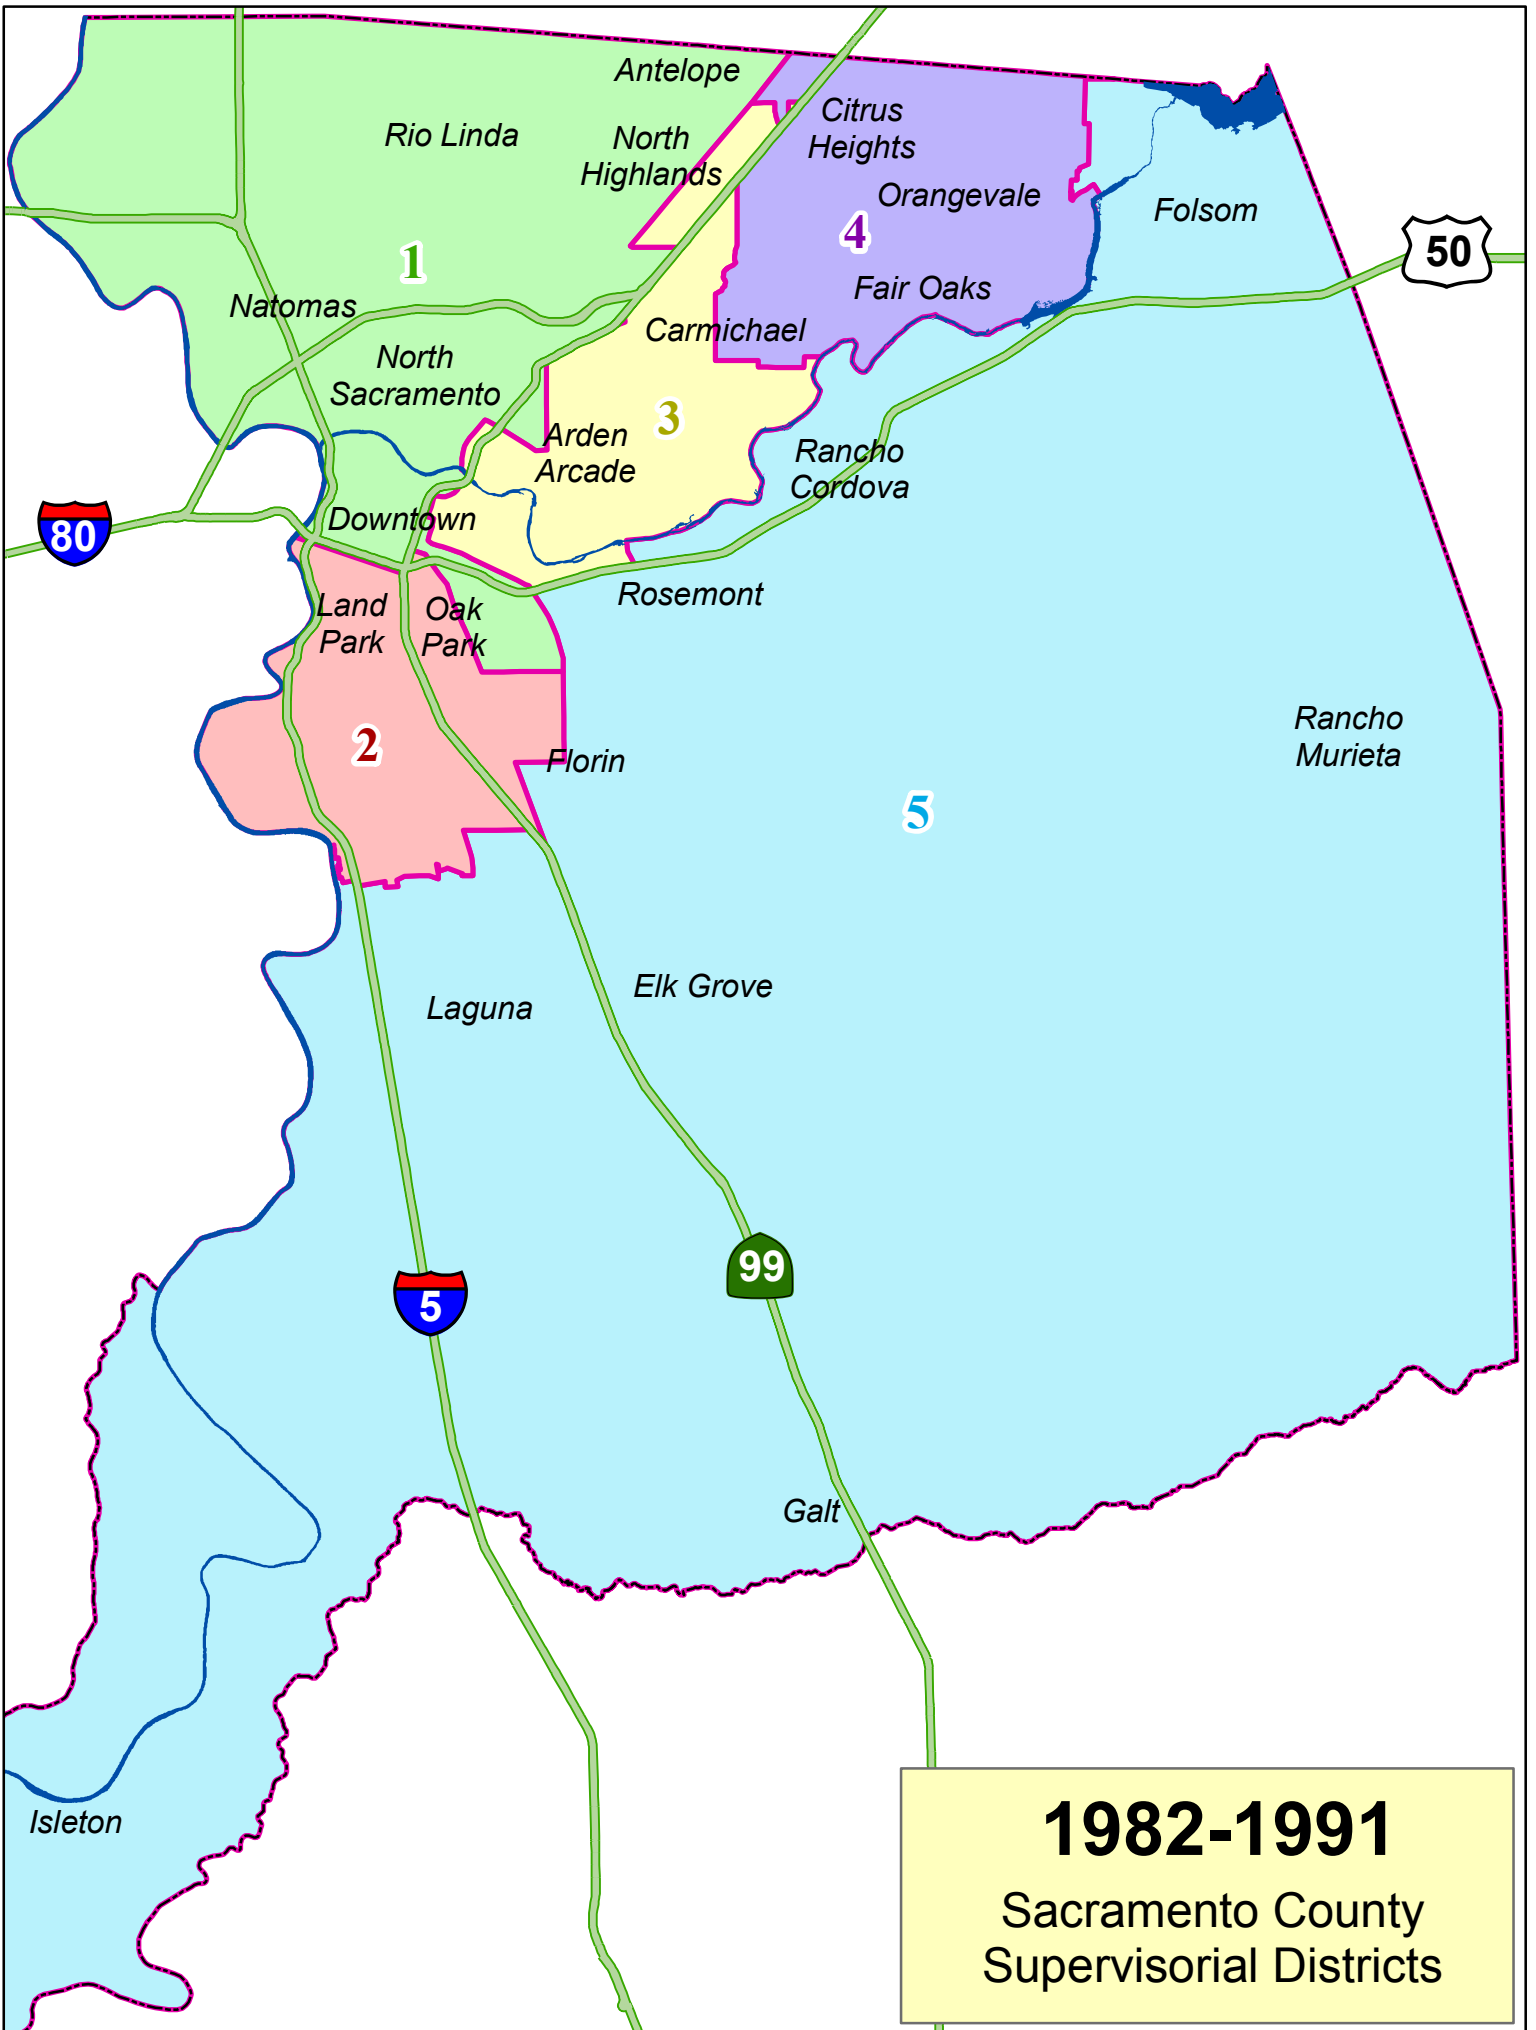 Antelope
Citrus
Heights
Rio Linda
North
Highlands
Orangevale
Folsom
4
50
1
Natomas
Fair Oaks
Carmichael
North
Sacramento
3
Arden
Arcade
Rancho
Cordova
80
Downtown
Land
Park
Oak
Park
Rosemont
Rancho
Murieta
2
Florin
5
Laguna
Elk Grove
99
5
Galt
Isleton
1982-1991
Sacramento County
Supervisorial Districts